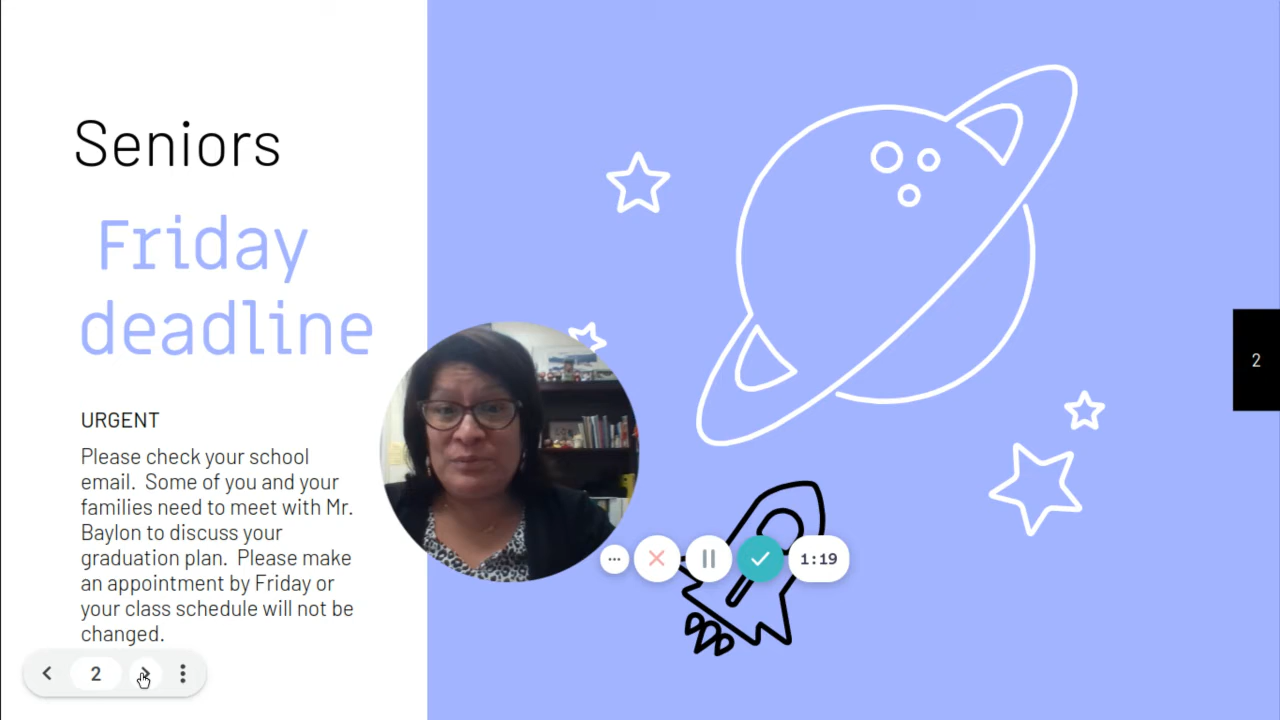 Seniors
Friday
deadline
URGENT
Please check your school
email.  Some of you and your
families need to meet with Mr.
Baylon to discuss your
graduation plan.  Please make
an appointment by Friday or
your class schedule will not be
changed.
2
1:19
2